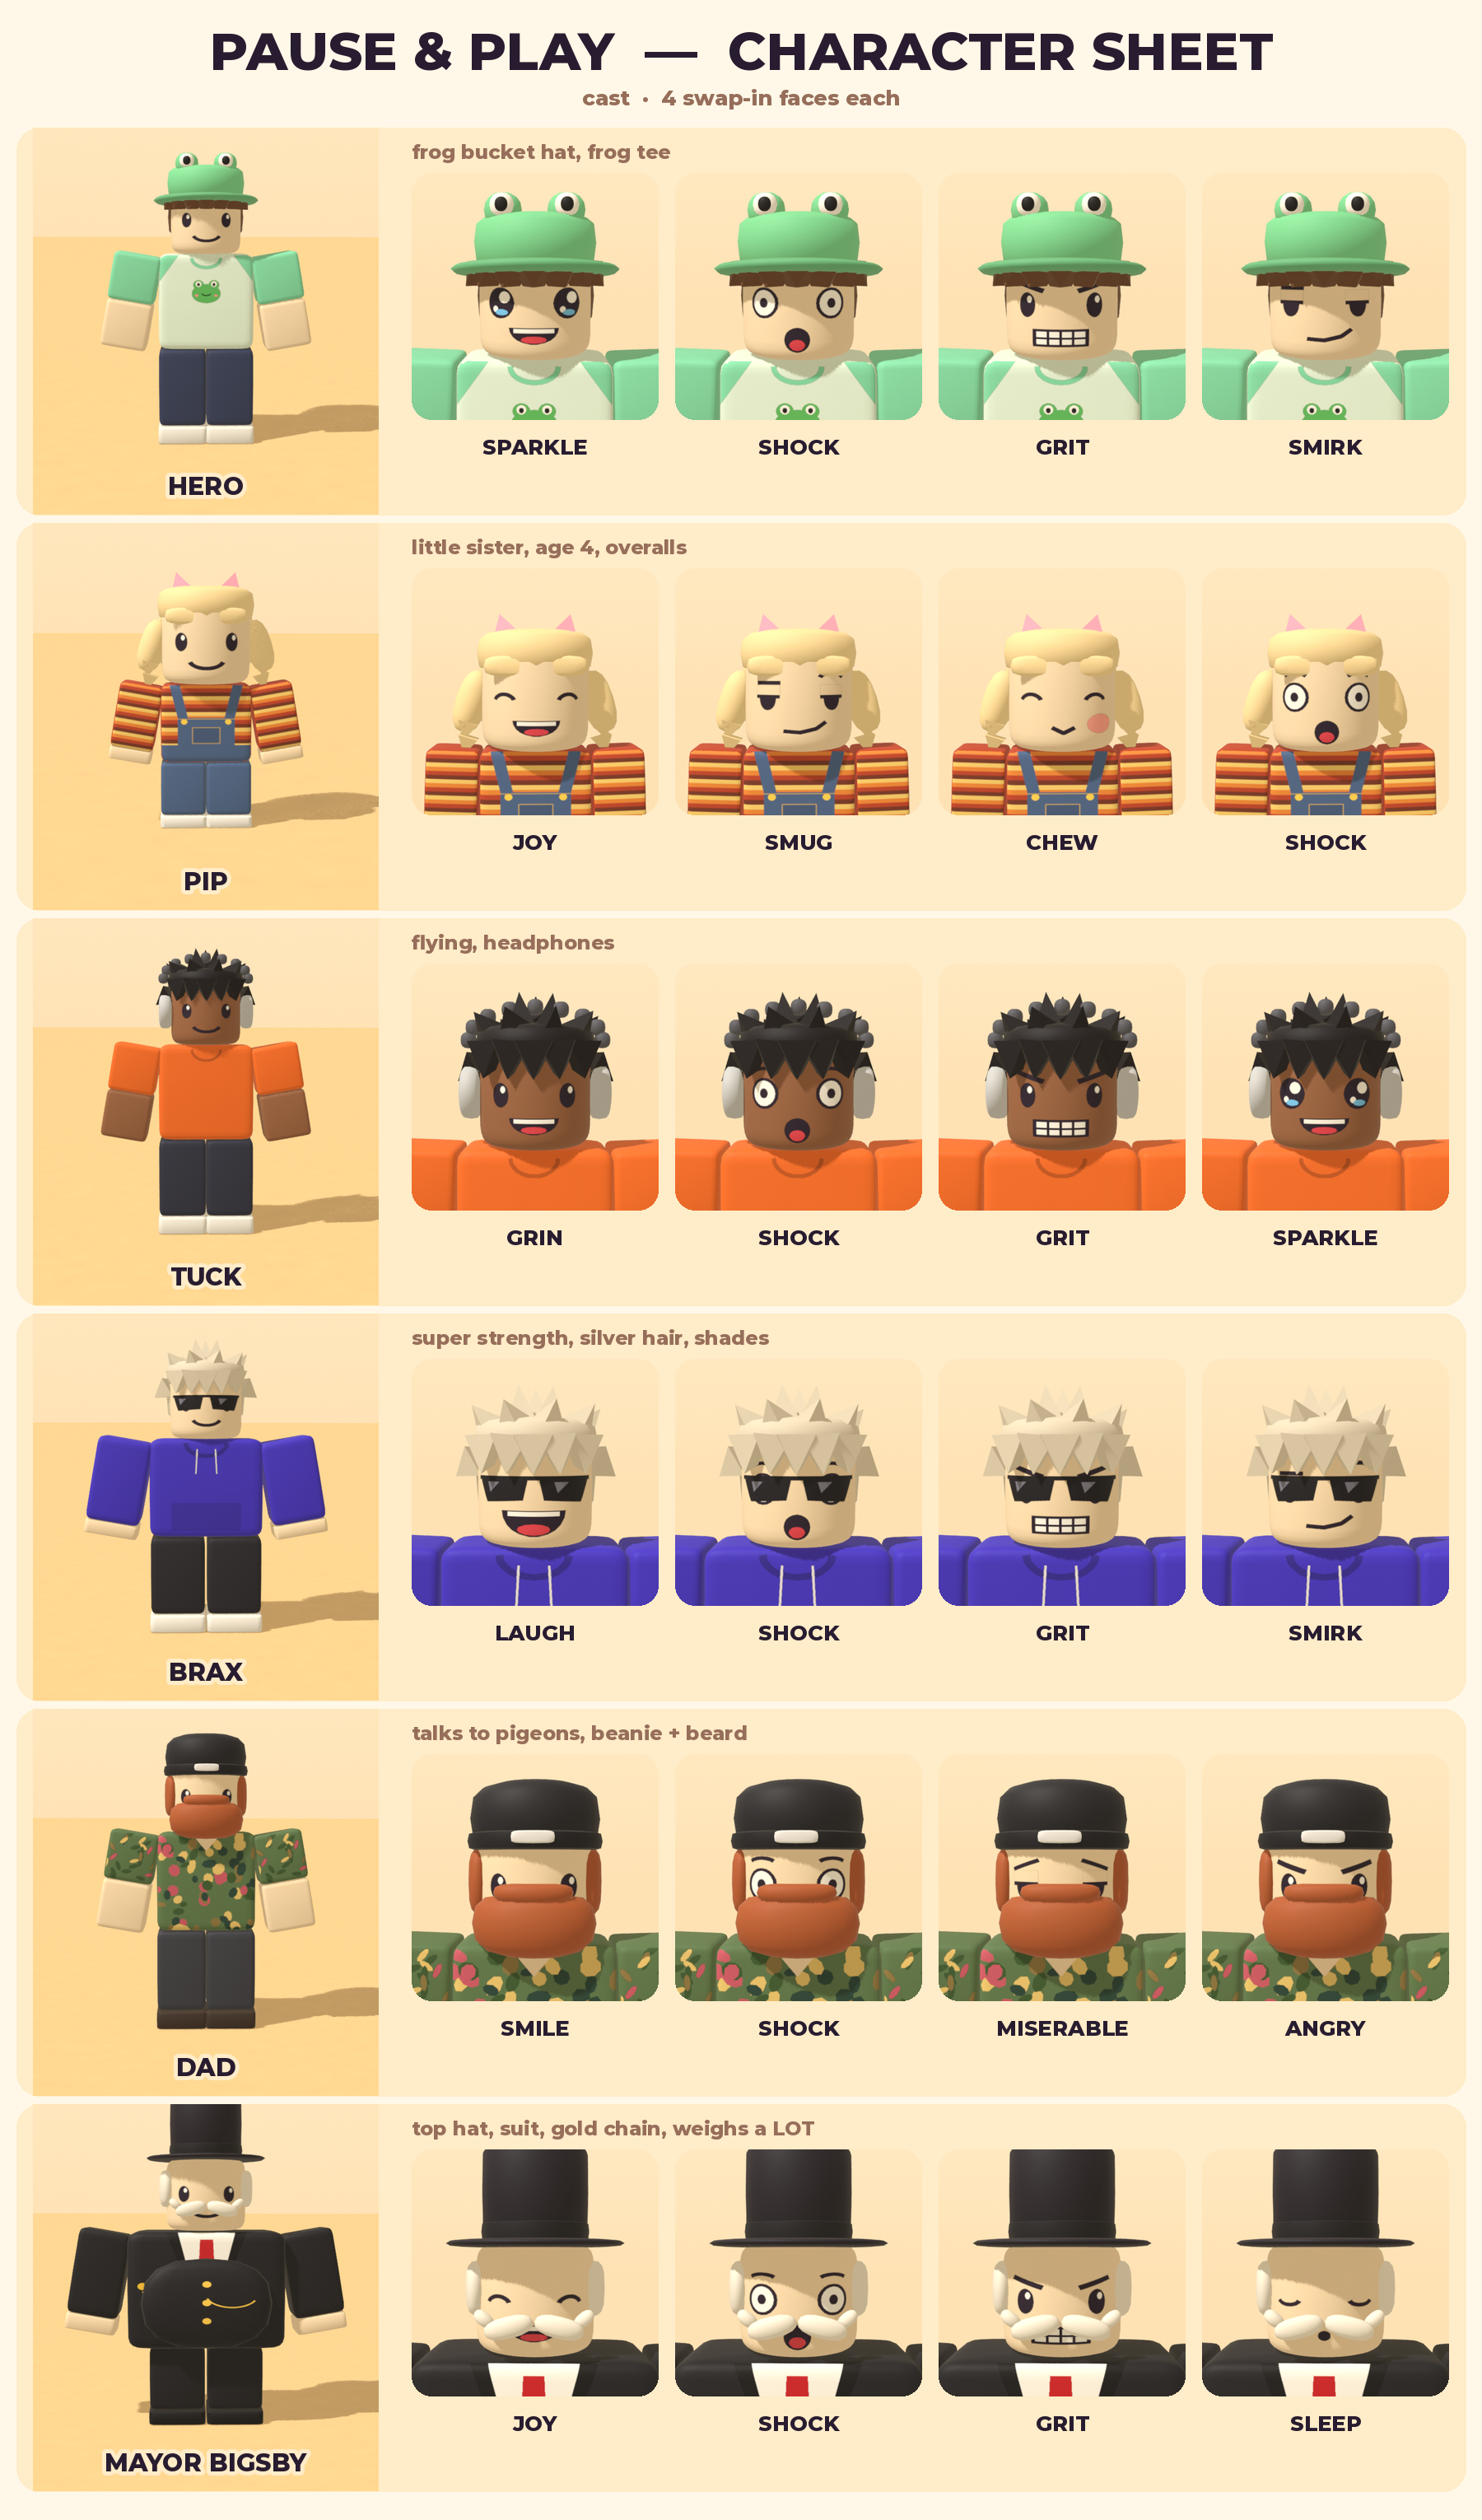 PAUSE & PLAY — CHARACTER SHEET
cast · 4 swap-in faces each
frog bucket hat, frog tee
SPARKLE SHOCK GRIT SMIRK
HERO
little sister, age 4, overalls
JOY SMUG CHEW SHOCK
PIP
flying, headphones
GRIN SHOCK GRIT SPARKLE
TUCK
super strength, silver hair, shades
LAUGH SHOCK GRIT SMIRK
BRAX
talks to pigeons, beanie + beard
SMILE SHOCK MISERABLE ANGRY
DAD
top hat, suit, gold chain, weighs a LOT
JOY SHOCK GRIT SLEEP
MAYOR BIGSBY